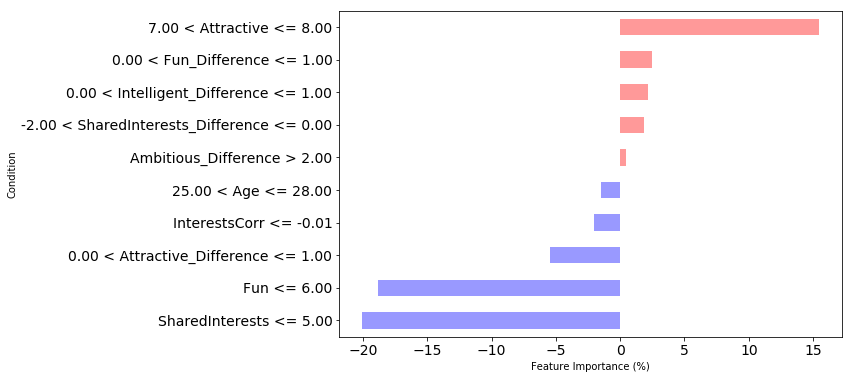 7.00 < Attractive <= 8.00
0.00 < Fun_Difference <= 1.00
0.00 < Intelligent_Difference <= 1.00
-2.00 < SharedInterests_Difference <= 0.00
Ambitious_Difference > 2.00
25.00 < Age <= 28.00
InterestsCorr <= -0.01
0.00 < Attractive_Difference <= 1.00
Fun <= 6.00
SharedInterests <= 5.00
Condition
−20 −15 −10 −5 0 5 10 15
Feature Importance (%)